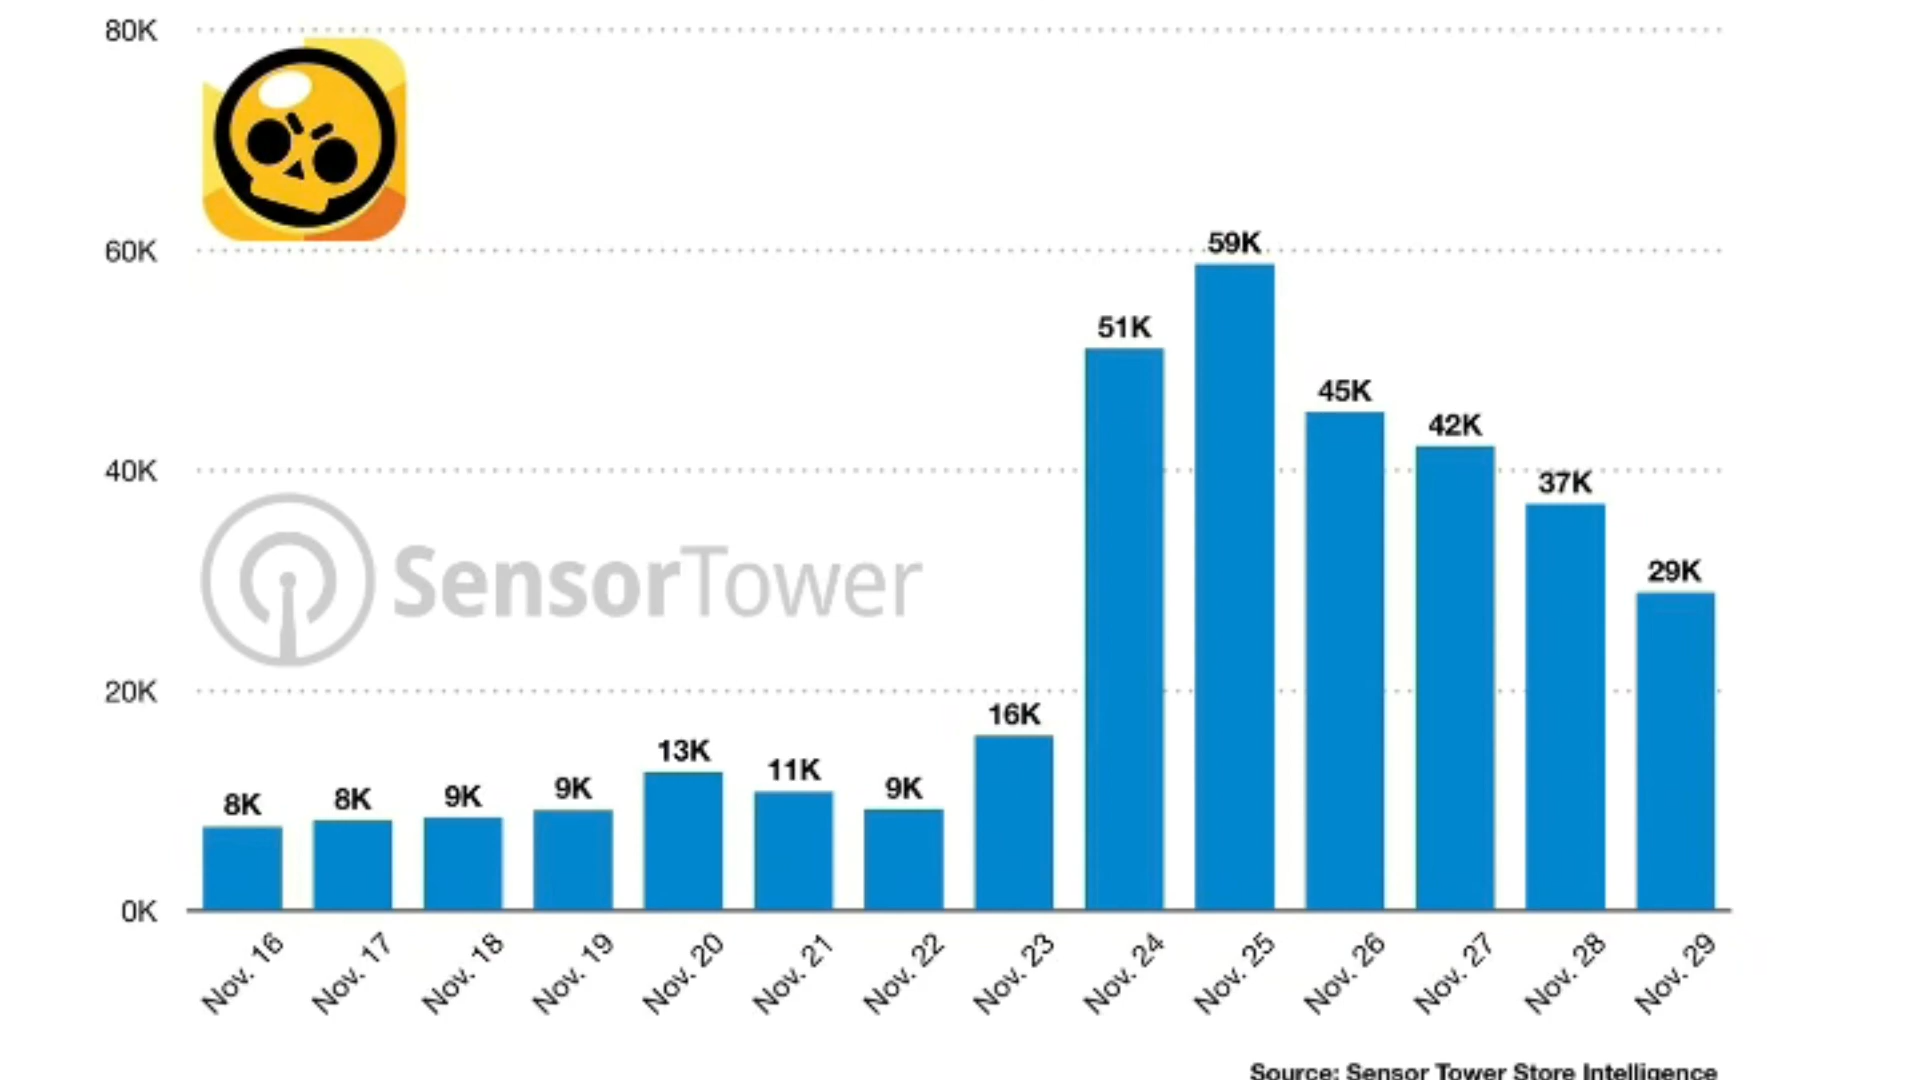 80K
60K
40K
20K
0K
8K
8K
9K
9K
13K
11K
9K
16K
51K
59K
45K
42K
37K
29K
SensorTower
Nov. 16
Nov. 17
Nov. 18
Nov. 19
Nov. 20
Nov. 21
Nov. 22
Nov. 23
Nov. 24
Nov. 25
Nov. 26
Nov. 27
Nov. 28
Nov. 29
Source: Sensor Tower Store Intelligence